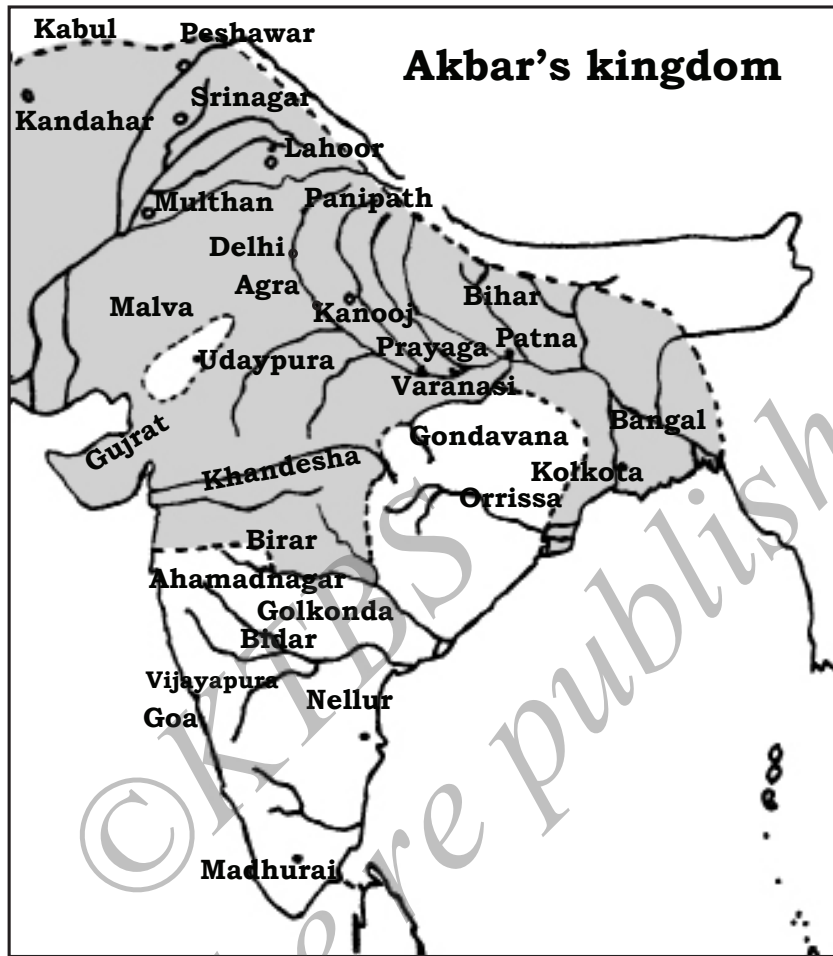 Kabul
Peshawar
Akbar's kingdom
Srinagar
Kandahar
Lahoor
Multhan
Panipath
Delhi
Agra
Bihar
Malva
Kanooj
Patna
Prayaga
Udaypura
Varanasi
Bangal
Gondavana
Gujrat
Khandesha
Kolkota
Orrissa
Birar
Ahamadnagar
Golkonda
Bidar
Vijayapura
Nellur
Goa
Madhurai
©KTBS
re publish